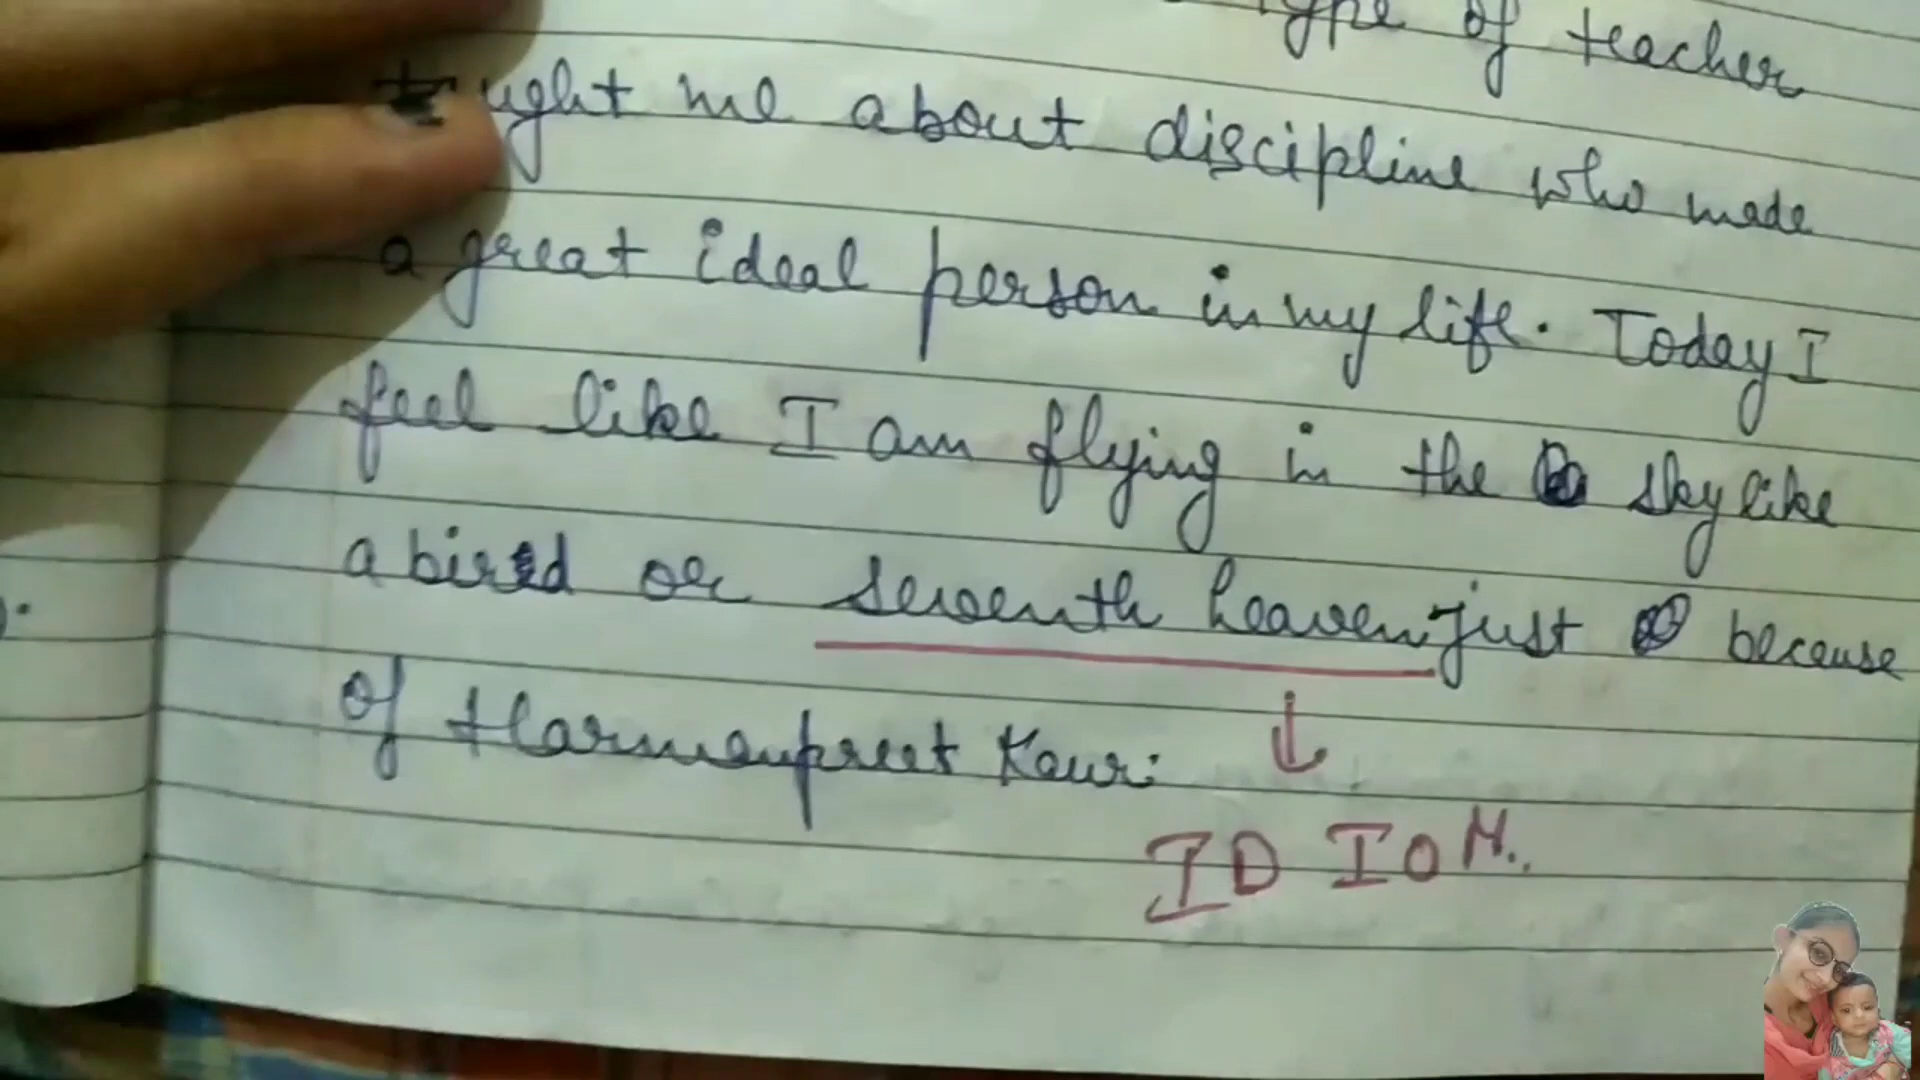 type of teacher
taught me about discipline who made
a great ideal person in my life. Today I
feel like I am flying in the sky like
a bird or seventh heaven just because
of Harmanpreet Kaur.
IDIOM..